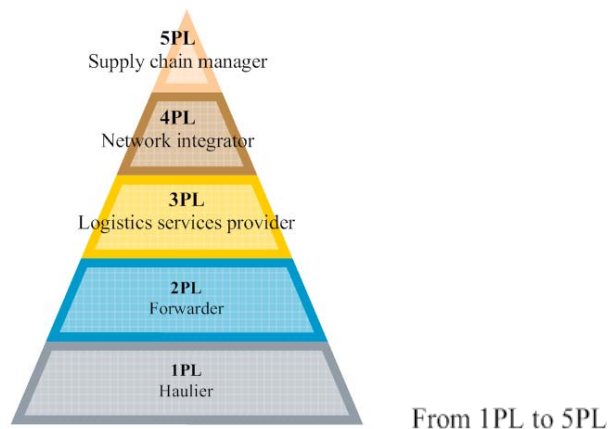 5PL
Supply chain manager
4PL
Network integrator
3PL
Logistics services provider
2PL
Forwarder
1PL
Haulier
From 1PL to 5PL